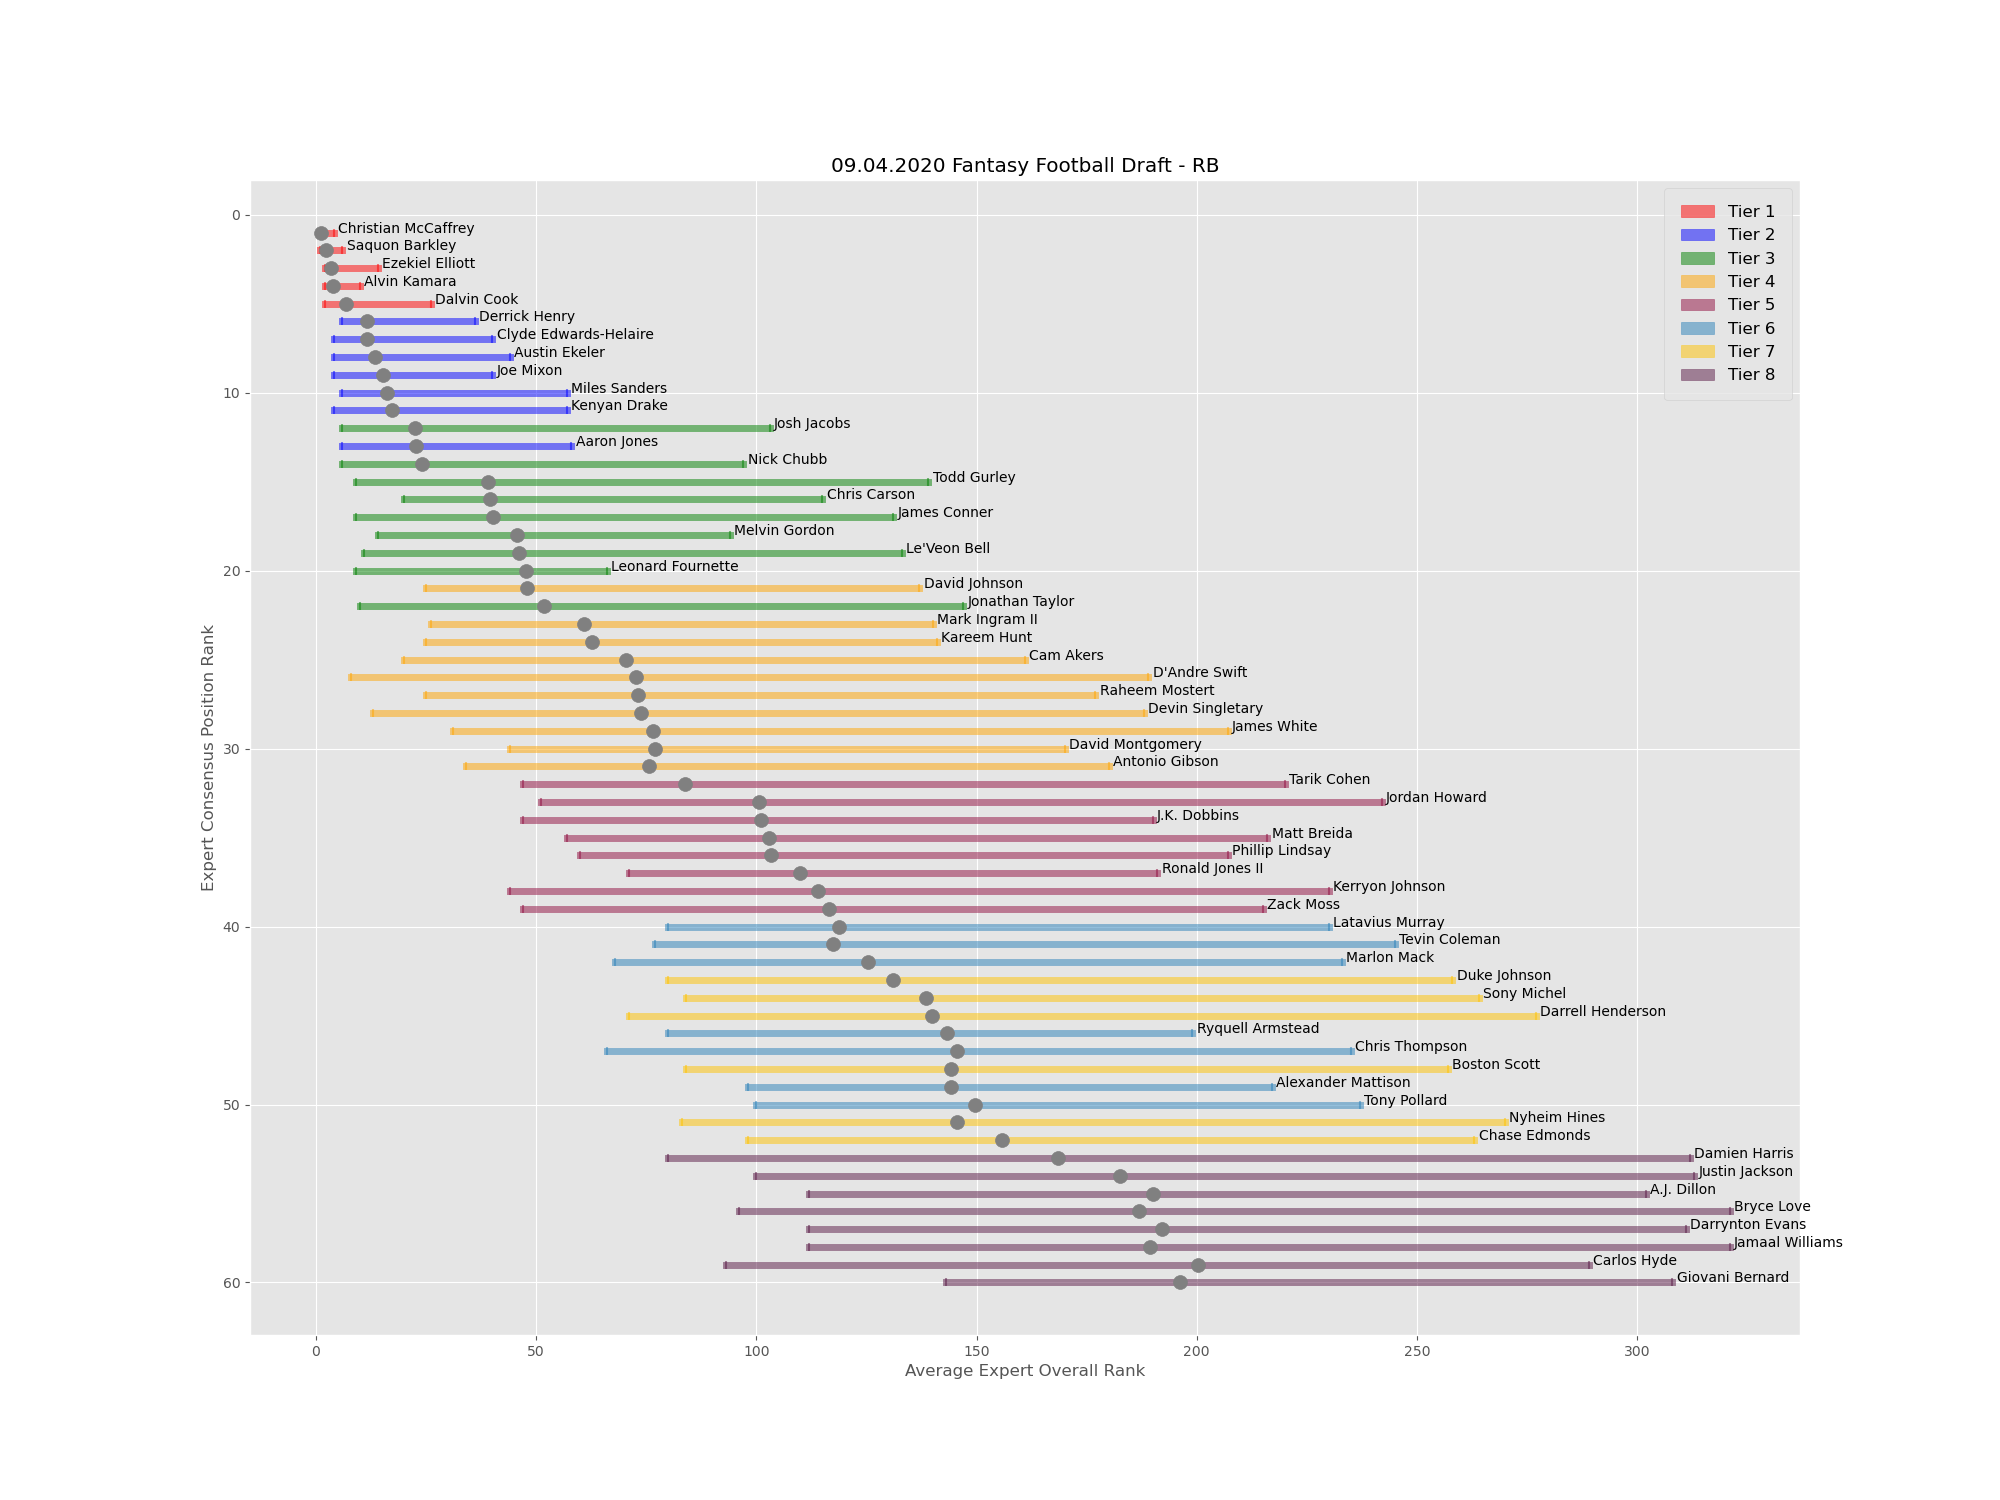 09.04.2020 Fantasy Football Draft - RB
Tier 1
Tier 2
Tier 3
Tier 4
Tier 5
Tier 6
Tier 7
Tier 8
Expert Consensus Position Rank
0
10
20
30
40
50
60
Christian McCaffrey
Saquon Barkley
Ezekiel Elliott
Alvin Kamara
Dalvin Cook
Derrick Henry
Clyde Edwards-Helaire
Austin Ekeler
Joe Mixon
Miles Sanders
Kenyan Drake
Josh Jacobs
Aaron Jones
Nick Chubb
Todd Gurley
Chris Carson
James Conner
Melvin Gordon
Le'Veon Bell
Leonard Fournette
David Johnson
Jonathan Taylor
Mark Ingram II
Kareem Hunt
Cam Akers
D'Andre Swift
Raheem Mostert
Devin Singletary
James White
David Montgomery
Antonio Gibson
Tarik Cohen
Jordan Howard
J.K. Dobbins
Matt Breida
Phillip Lindsay
Ronald Jones II
Kerryon Johnson
Zack Moss
Latavius Murray
Tevin Coleman
Marlon Mack
Duke Johnson
Sony Michel
Darrell Henderson
Ryquell Armstead
Chris Thompson
Boston Scott
Alexander Mattison
Tony Pollard
Nyheim Hines
Chase Edmonds
Damien Harris
Justin Jackson
A.J. Dillon
Bryce Love
Darrynton Evans
Jamaal Williams
Carlos Hyde
Giovani Bernard
0
50
100
150
200
250
300
Average Expert Overall Rank